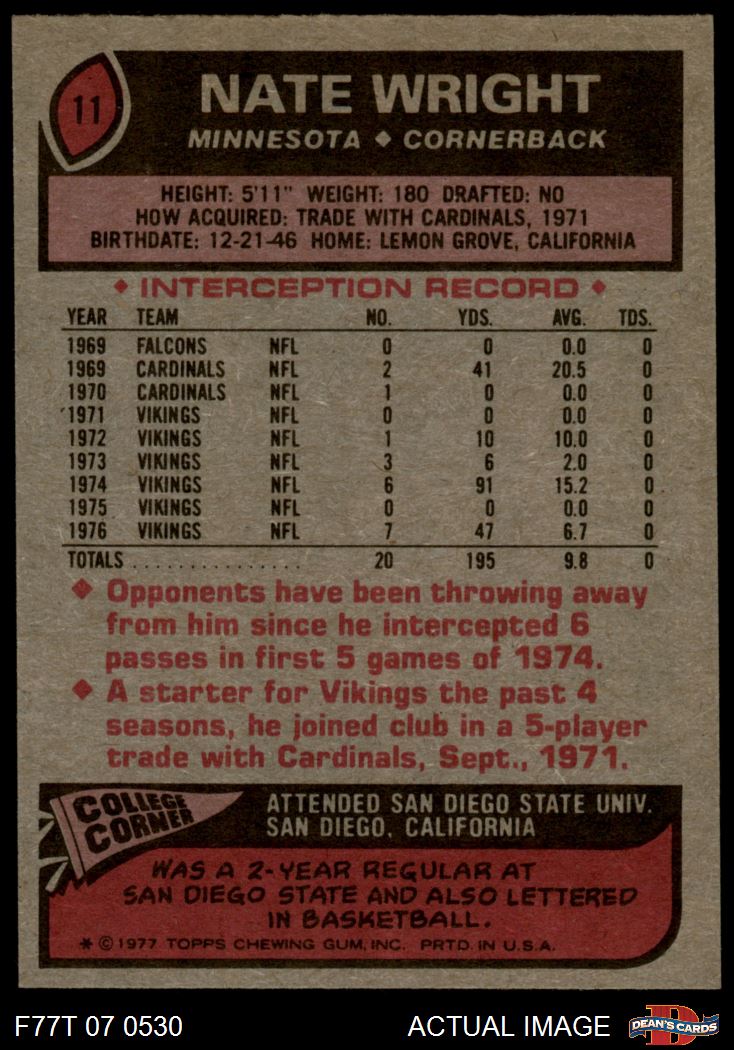 11
NATE WRIGHT
MINNESOTA ◆ CORNERBACK
HEIGHT: 5'11" WEIGHT: 180 DRAFTED: NO
HOW ACQUIRED: TRADE WITH CARDINALS, 1971
BIRTHDATE: 12-21-46 HOME: LEMON GROVE, CALIFORNIA
◆ INTERCEPTION RECORD ◆
YEAR TEAM NO. YDS. AVG. TDS.
1969 FALCONS NFL 0 0 0.0 0
1969 CARDINALS NFL 2 41 20.5 0
1970 CARDINALS NFL 1 0 0.0 0
1971 VIKINGS NFL 0 0 0.0 0
1972 VIKINGS NFL 1 10 10.0 0
1973 VIKINGS NFL 3 6 2.0 0
1974 VIKINGS NFL 6 91 15.2 0
1975 VIKINGS NFL 0 0 0.0 0
1976 VIKINGS NFL 7 47 6.7 0
TOTALS . . . . . . . . . . . . . . . 20 195 9.8 0
◆ Opponents have been throwing away
from him since he intercepted 6
passes in first 5 games of 1974.
◆ A starter for Vikings the past 4
seasons, he joined club in a 5-player
trade with Cardinals, Sept., 1971.
COLLEGE
CORNER
ATTENDED SAN DIEGO STATE UNIV.
SAN DIEGO, CALIFORNIA
WAS A 2-YEAR REGULAR AT
SAN DIEGO STATE AND ALSO LETTERED
IN BASKETBALL.
* © 1977 TOPPS CHEWING GUM, INC. PRTD. IN U.S.A.
F77T 07 0530 ACTUAL IMAGE
D
DEAN'S CARDS